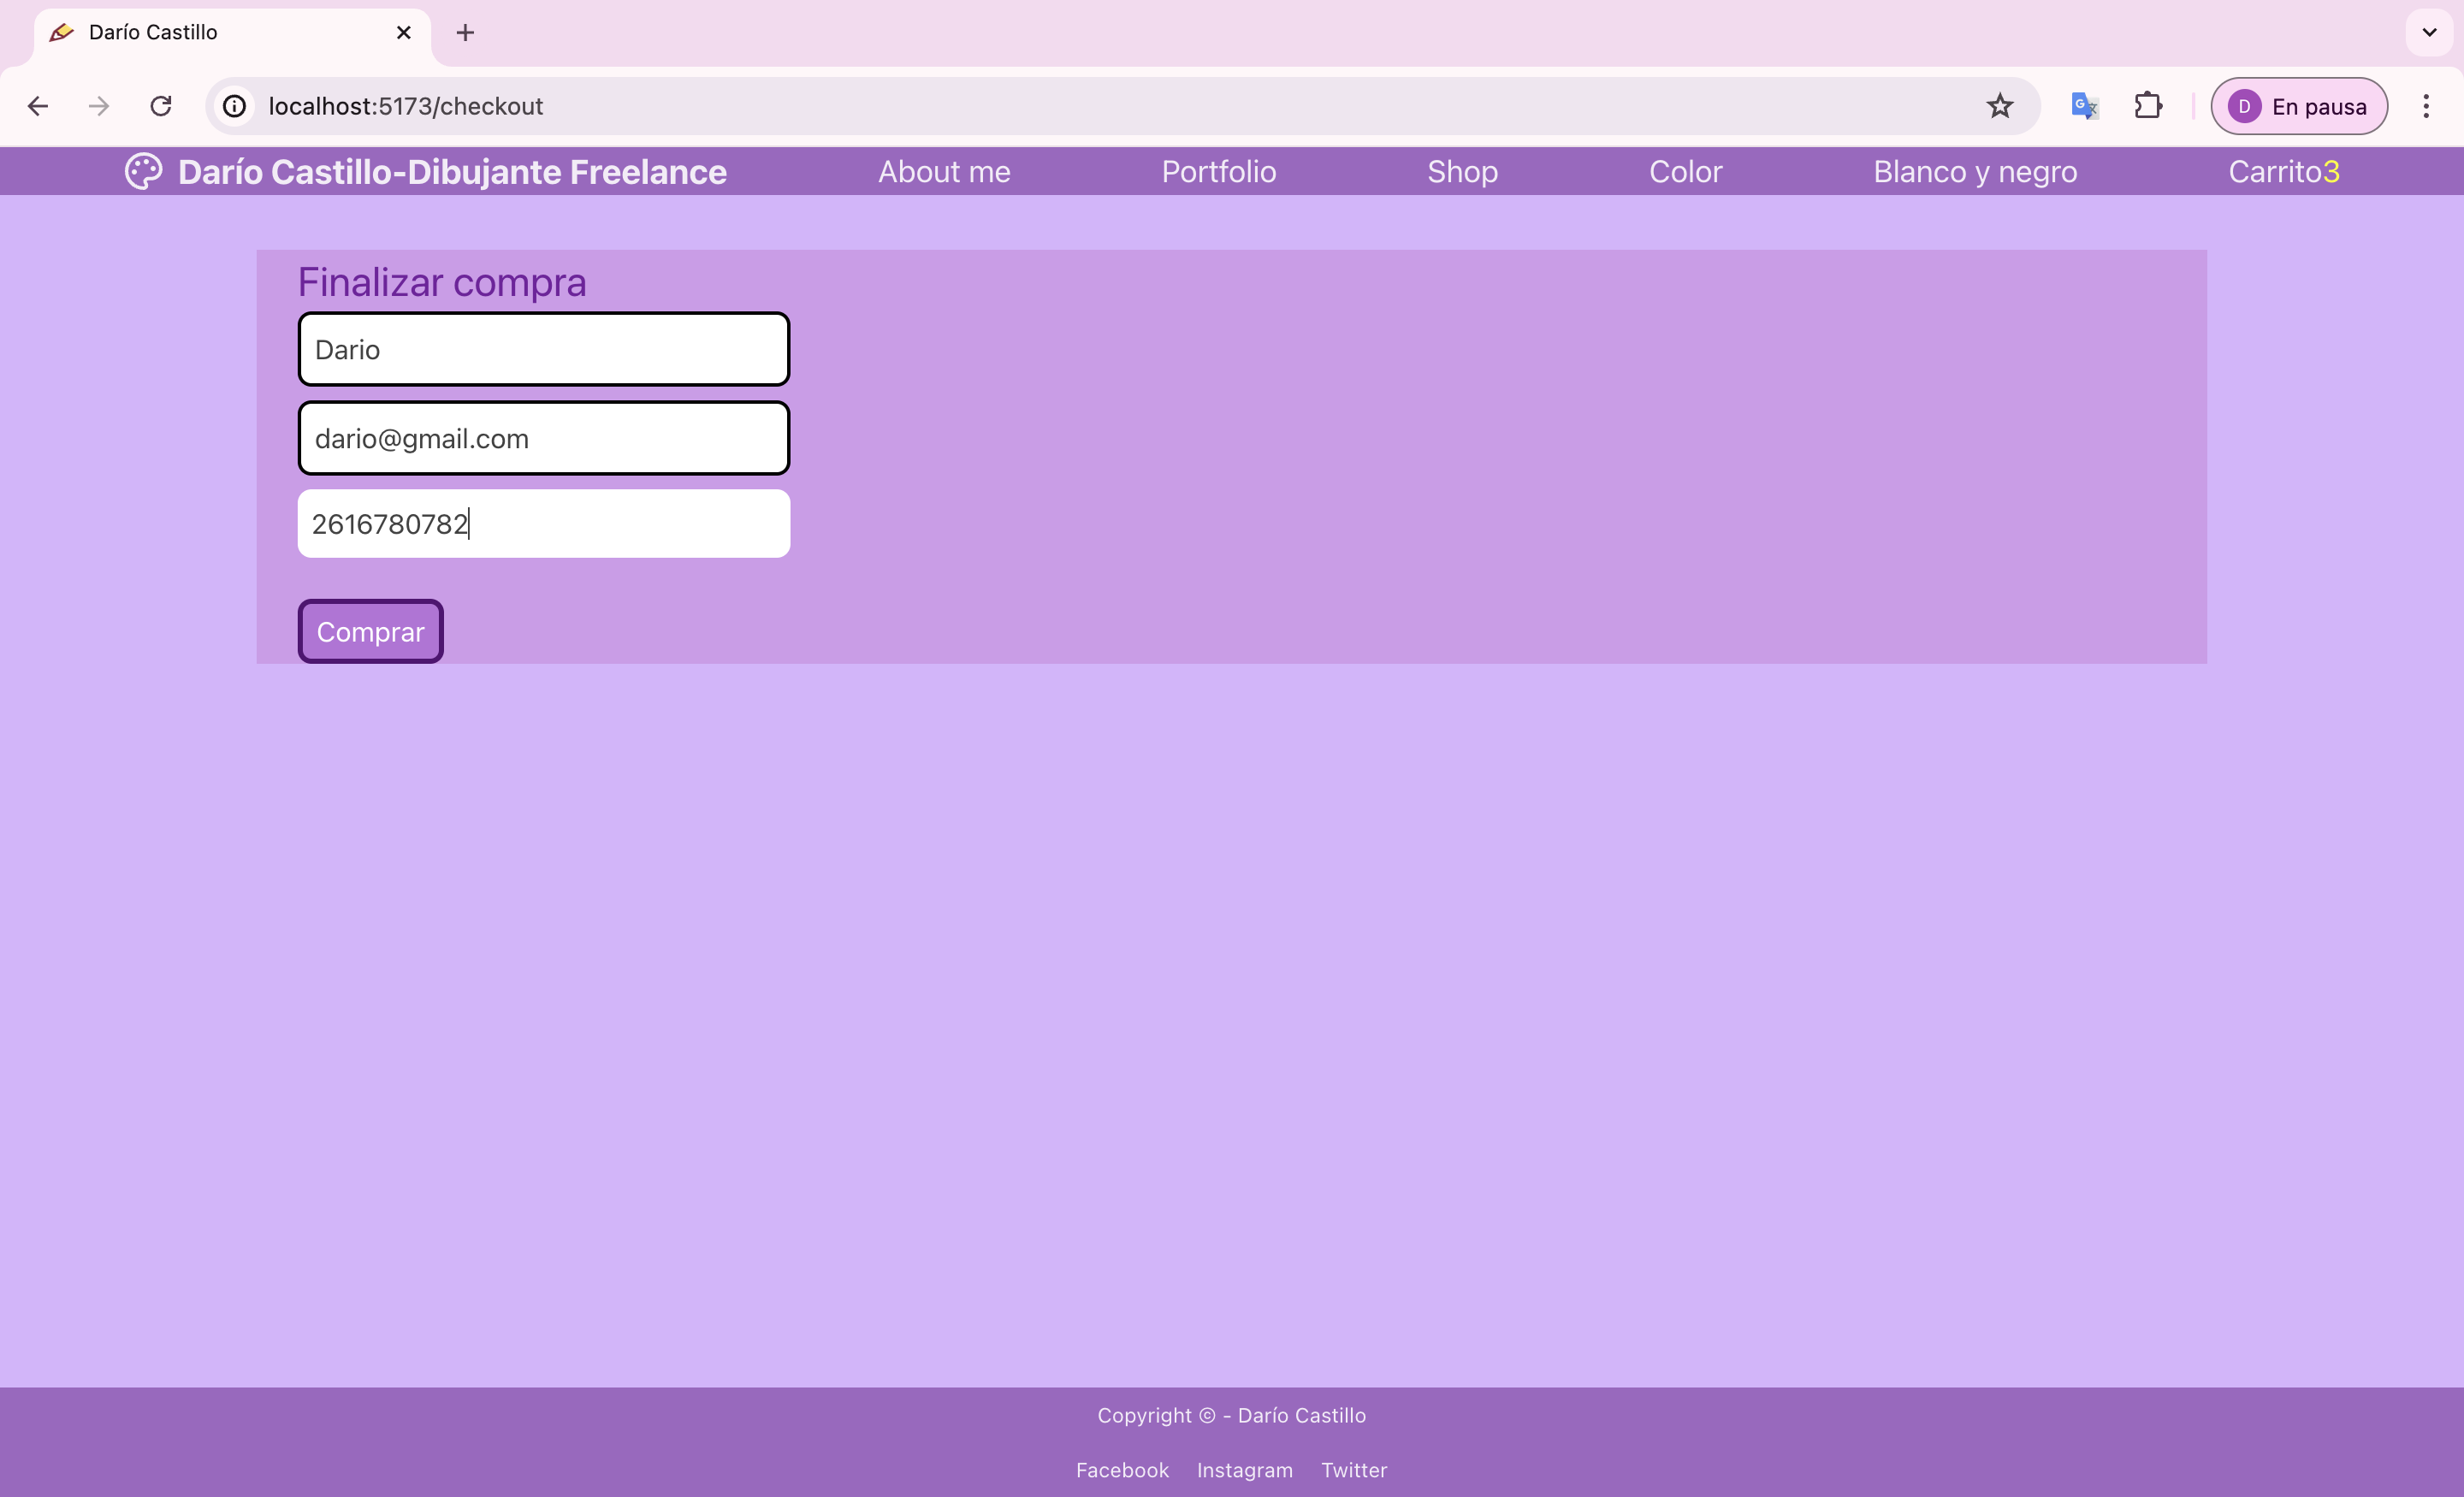 Darío Castillo
localhost:5173/checkout
D En pausa
Darío Castillo-Dibujante Freelance About me Portfolio Shop Color Blanco y negro Carrito3
Finalizar compra
Dario
dario@gmail.com
2616780782
Comprar
Copyright © - Darío Castillo
Facebook Instagram Twitter